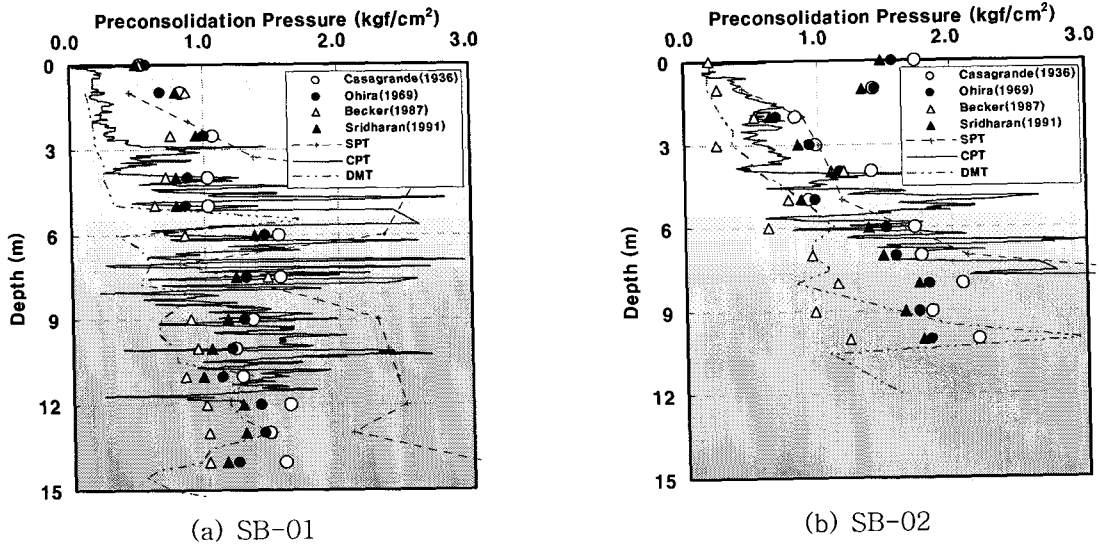 Preconsolidation Pressure (kgf/cm²)
0.0 1.0 2.0 3.0
0
3
6
9
12
15
Depth (m)
Casagrande(1936)
Ohira(1969)
Becker(1987)
Sridharan(1991)
SPT
CPT
DMT
(a) SB-01
Preconsolidation Pressure (kgf/cm²)
0.0 1.0 2.0 3.0
0
3
6
9
12
15
Depth (m)
Casagrande(1936)
Ohira(1969)
Becker(1987)
Sridharan(1991)
SPT
CPT
DMT
(b) SB-02